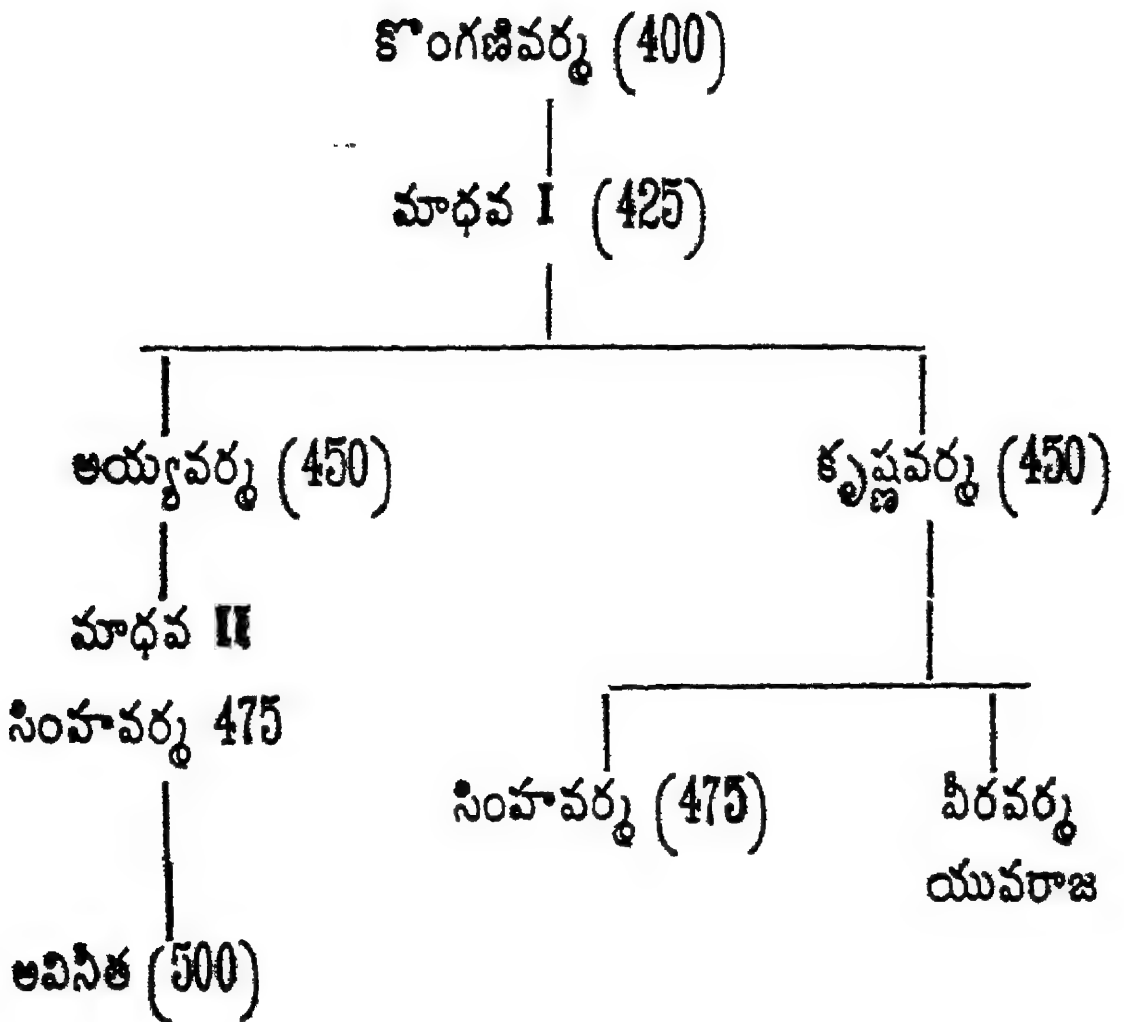 కొంగణివర్మ (400)
మాధవ I (425)
అయ్యవర్మ (450)
కృష్ణవర్మ (450)
మాధవ II
సింహవర్మ 475
సింహవర్మ (475)
వీరవర్మ
యువరాజ
అవినీత (500)